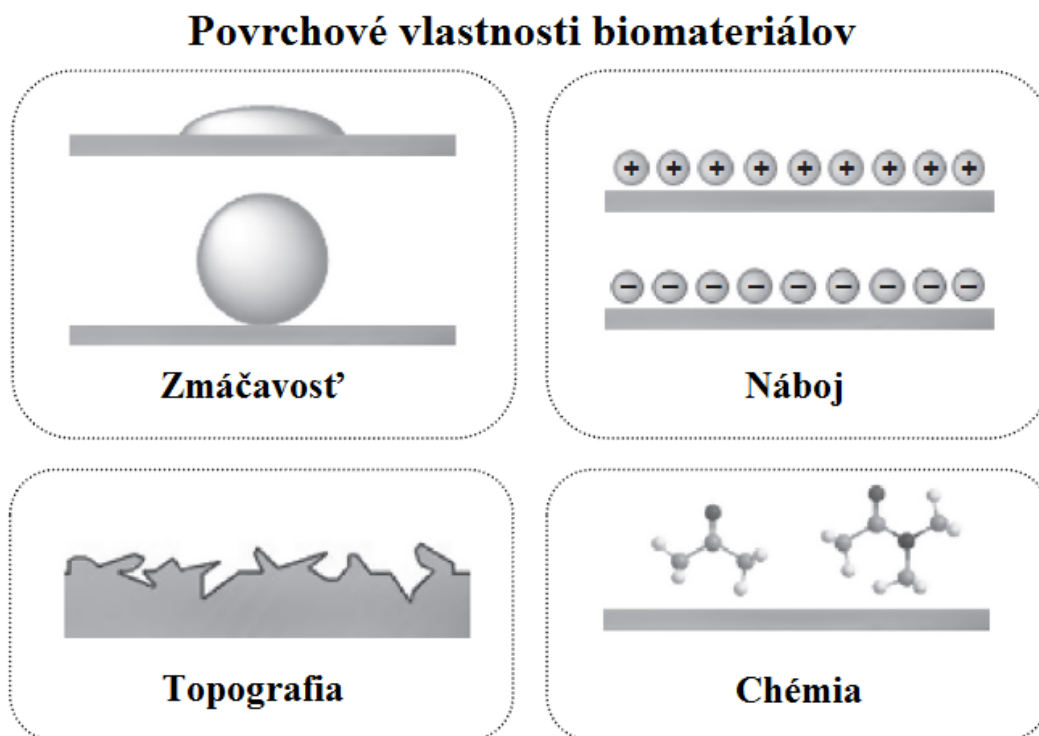 Povrchové vlastnosti biomateriálov
+ + + + + + + + +
− − − − − − − − −
Zmáčavosť
Náboj
Topografia
Chémia